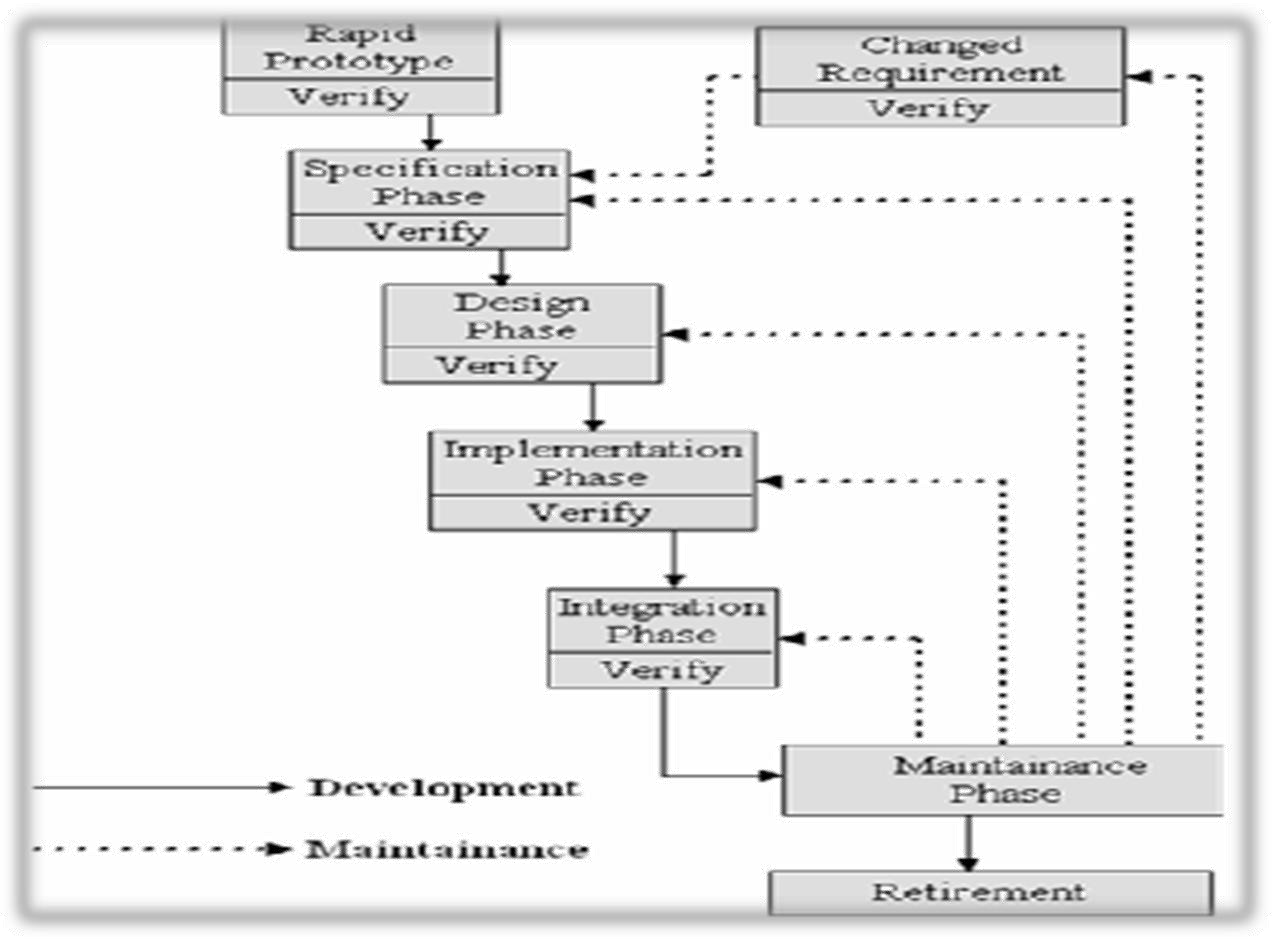 Rapid
Prototype
Verify
Changed
Requirement
Verify
Specification
Phase
Verify
Design
Phase
Verify
Implementation
Phase
Verify
Integration
Phase
Verify
Maintainance
Phase
Development
Maintainance
Retirement